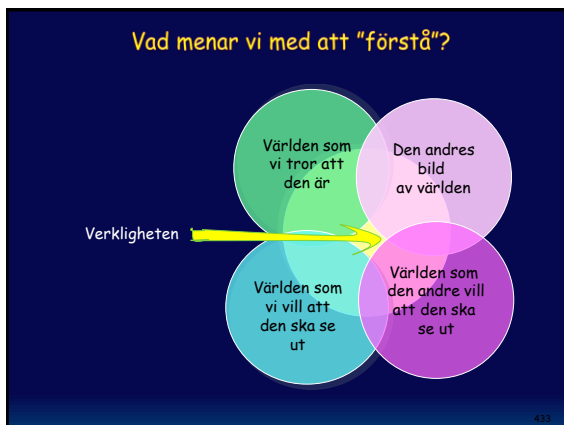 Vad menar vi med att ”förstå”?
Världen som
vi tror att
den är
Den andres
bild
av världen
Verkligheten
Världen som
vi vill att
den ska se
ut
Världen som
den andre vill
att den ska
se ut
433